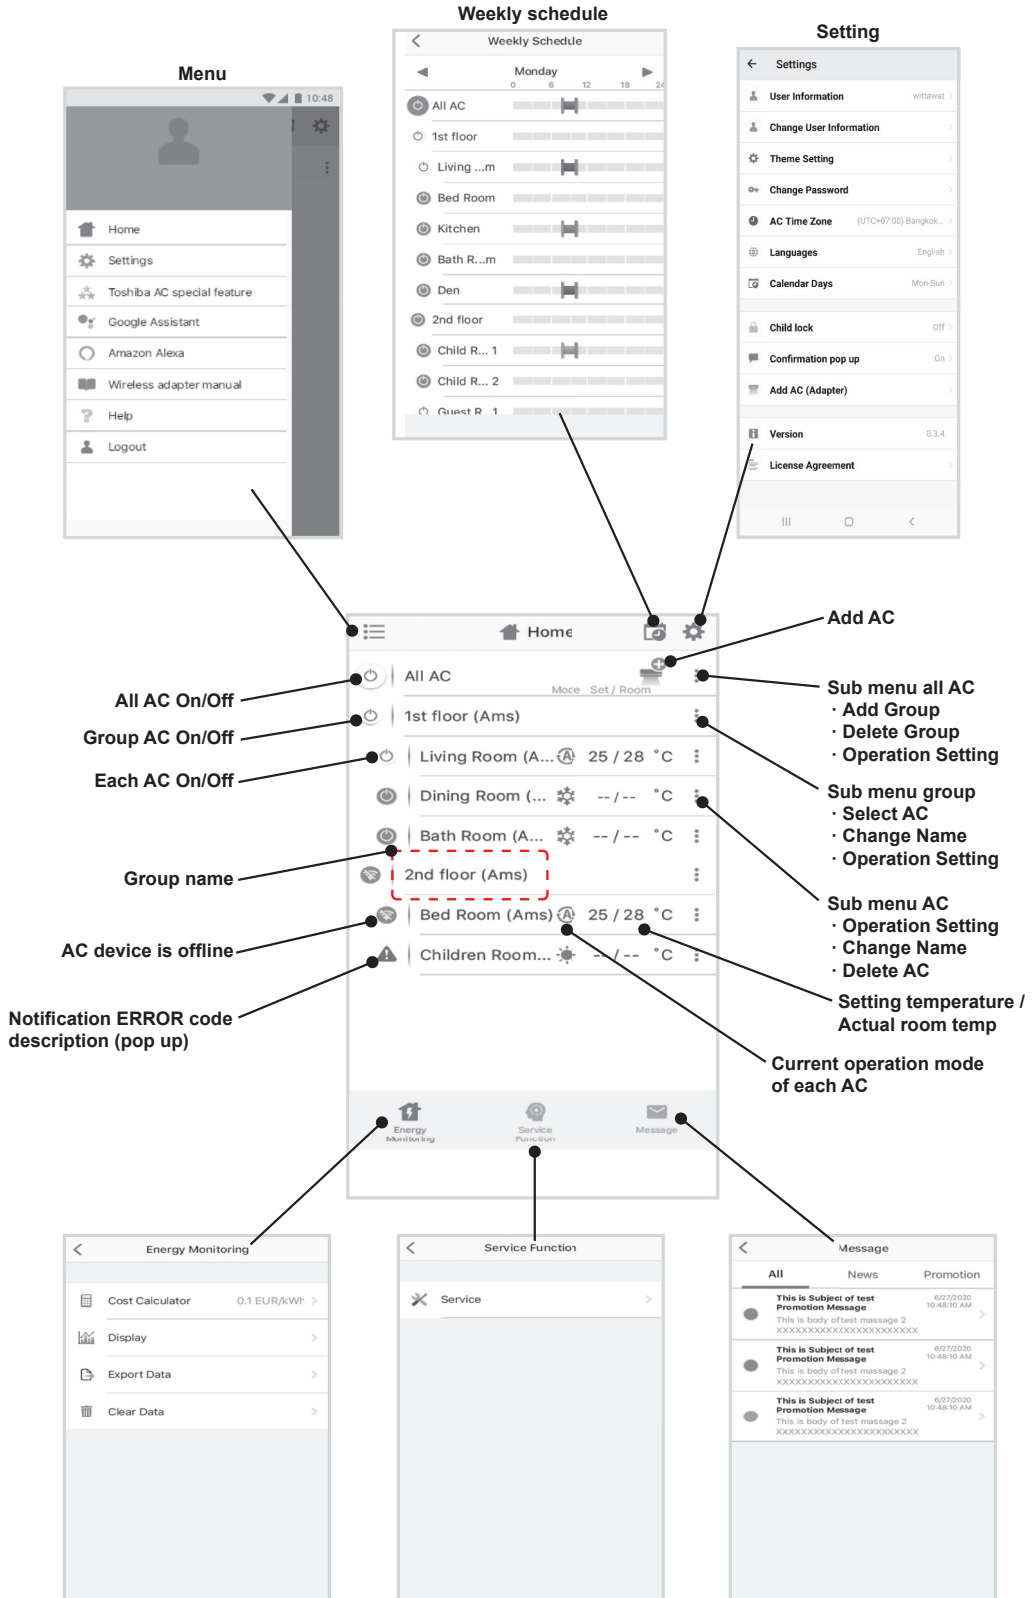 Weekly schedule
Weekly Schedule
Monday
0 6 12 18 24
All AC
1st floor
Living ...m
Bed Room
Kitchen
Bath R...m
Den
2nd floor
Child R... 1
Child R... 2
Guest R...1
Setting
Settings
User Information wittawat
Change User Information
Theme Setting
Change Password
AC Time Zone (UTC+07:00) Bangkok...
Languages English
Calendar Days Mon-Sun
Child lock Off
Confirmation pop up On
Add AC (Adapter)
Version 0.3.4
License Agreement
Menu
10:48
Home
Settings
Toshiba AC special feature
Google Assistant
Amazon Alexa
Wireless adapter manual
Help
Logout
Home
All AC
Mode Set / Room
1st floor (Ams)
Living Room (A... A 25 / 28 °C
Dining Room (... -- / -- °C
Bath Room (A... -- / -- °C
2nd floor (Ams)
Bed Room (Ams) A 25 / 28 °C
Children Room... -- / -- °C
Energy
Monitoring
Service
Function
Message
All AC On/Off
Group AC On/Off
Each AC On/Off
Group name
AC device is offline
Notification ERROR code
description (pop up)
Add AC
Sub menu all AC
· Add Group
· Delete Group
· Operation Setting
Sub menu group
· Select AC
· Change Name
· Operation Setting
Sub menu AC
· Operation Setting
· Change Name
· Delete AC
Setting temperature /
Actual room temp
Current operation mode
of each AC
Energy Monitoring
Cost Calculator 0.1 EUR/kWh
Display
Export Data
Clear Data
Service Function
Service
Message
All News Promotion
This is Subject of test 6/27/2020
Promotion Message 10:48:10 AM
This is body of test massage 2
XXXXXXXXXXXXXXXXXXXXXXX
This is Subject of test 6/27/2020
Promotion Message 10:48:10 AM
This is body of test massage 2
XXXXXXXXXXXXXXXXXXXXXXX
This is Subject of test 6/27/2020
Promotion Message 10:48:10 AM
This is body of test massage 2
XXXXXXXXXXXXXXXXXXXXXXX